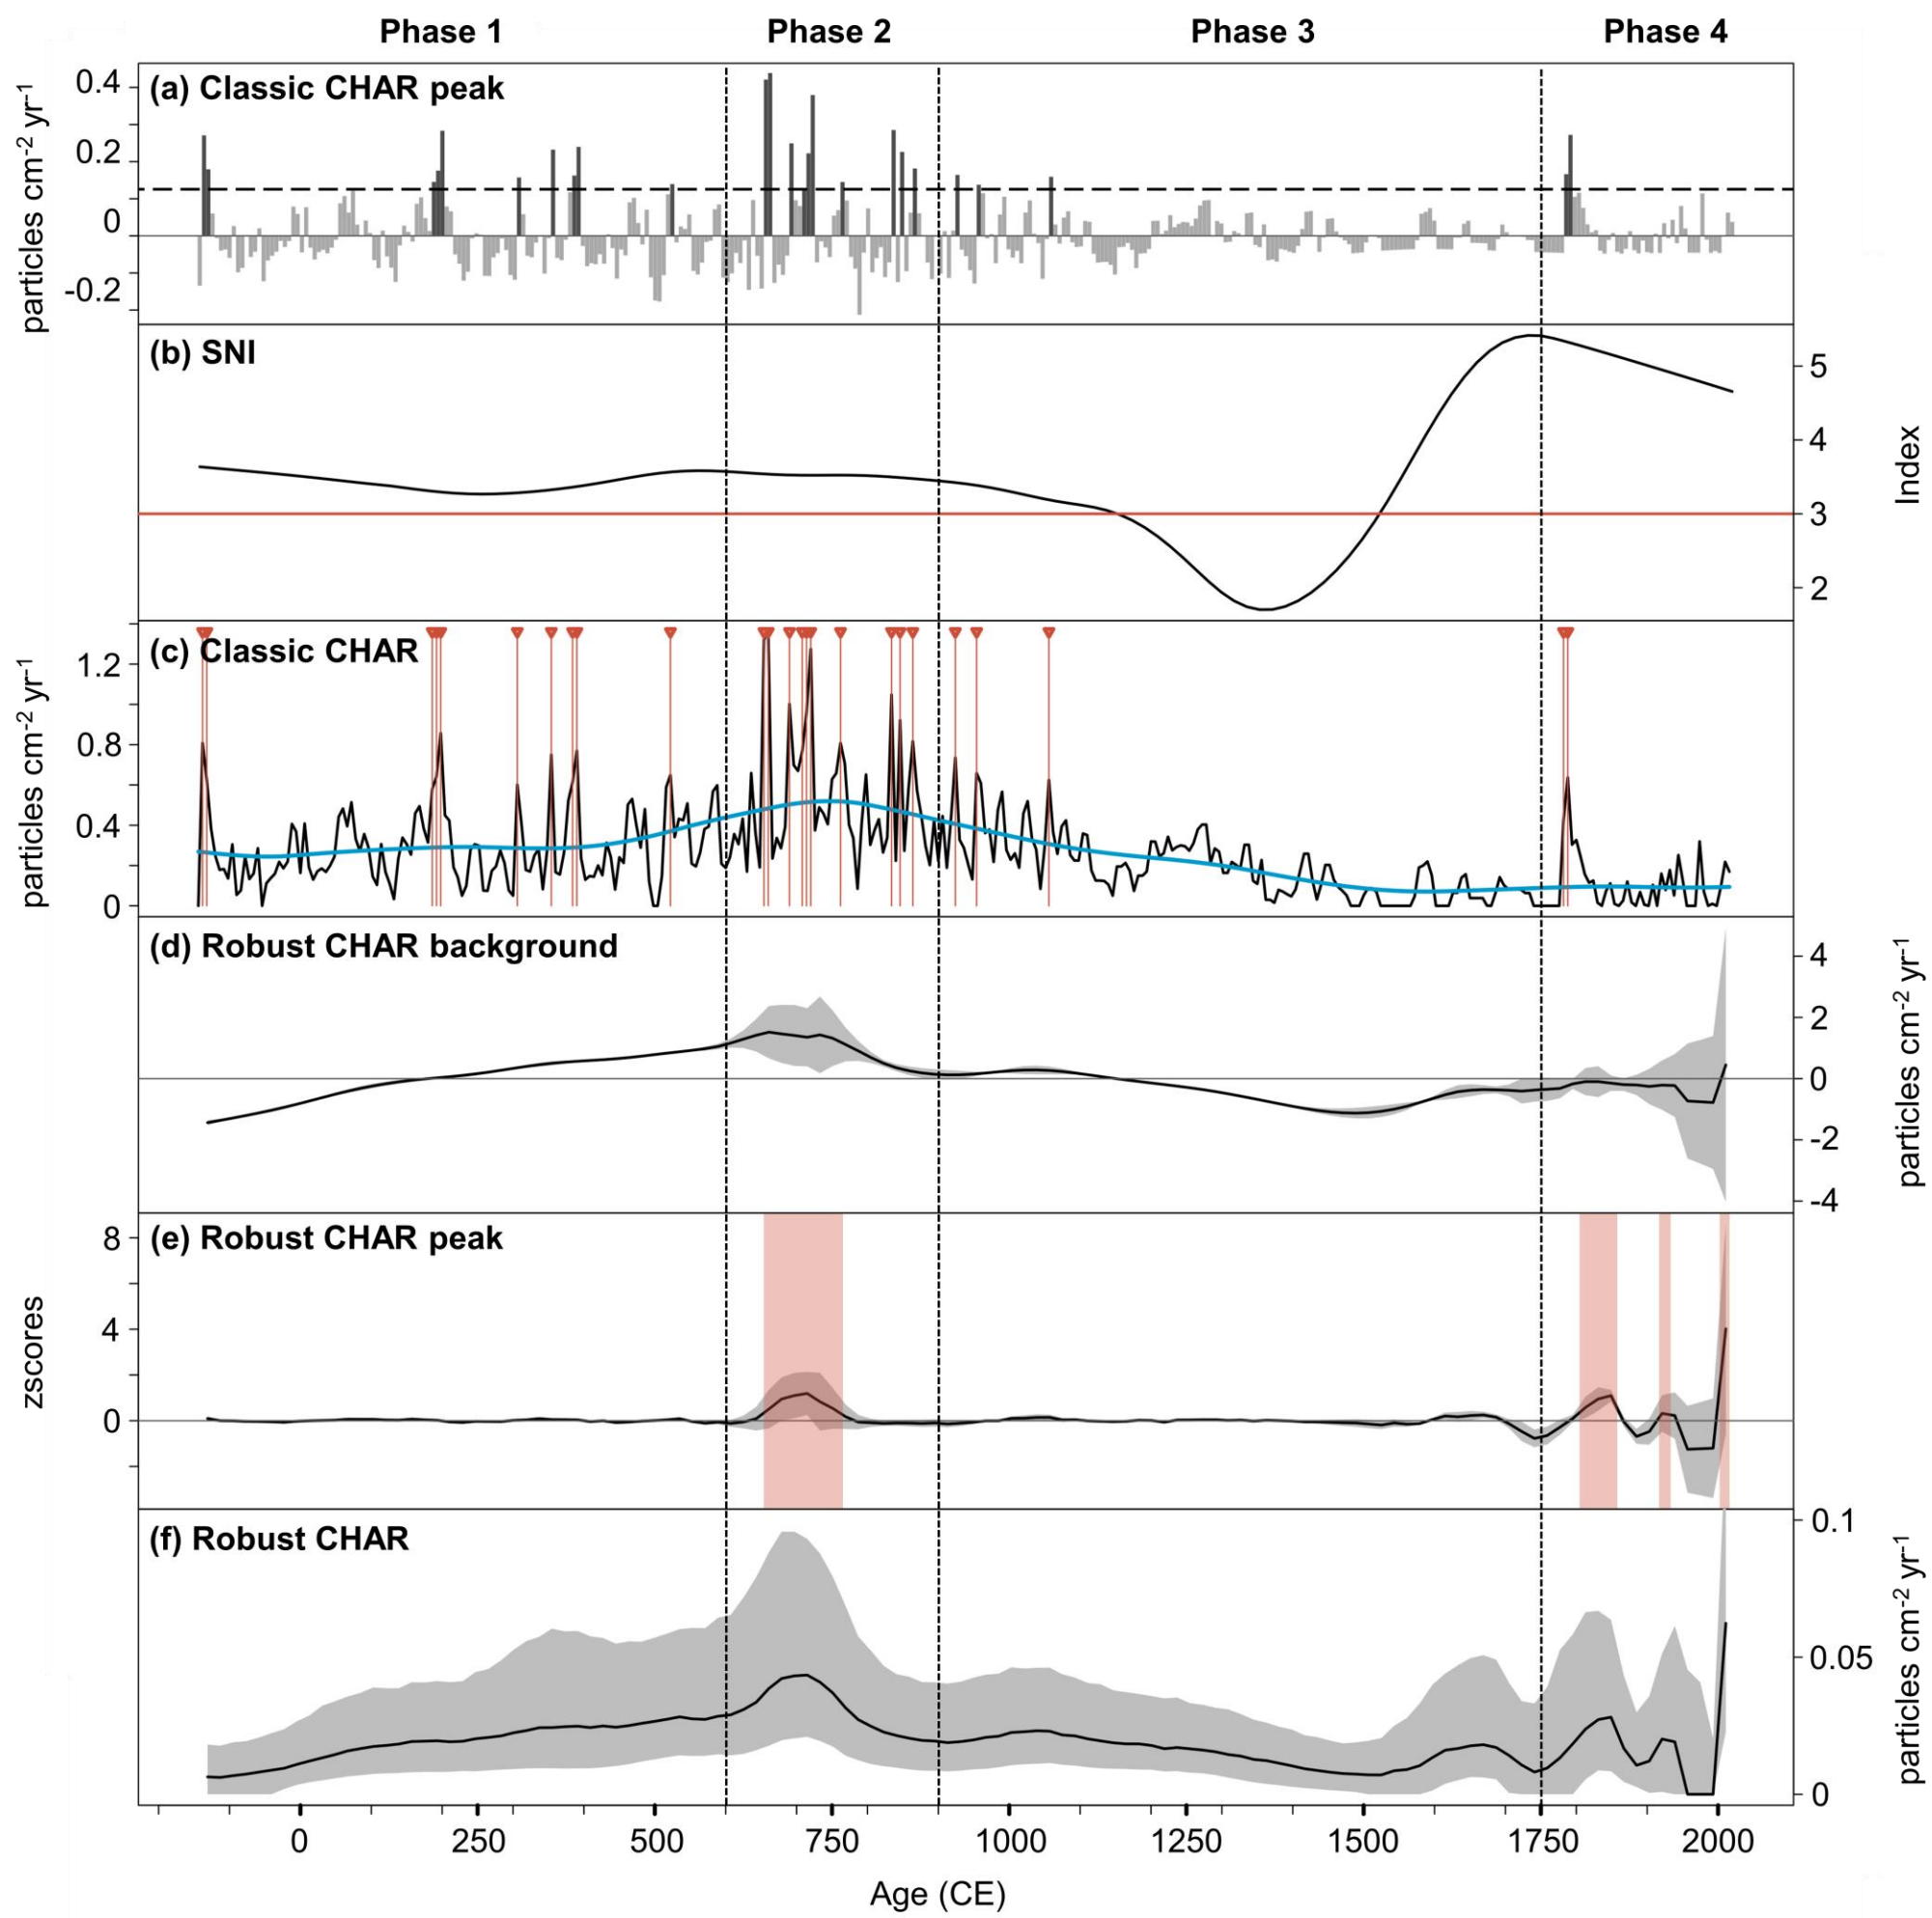 Phase 1 Phase 2 Phase 3 Phase 4
(a) Classic CHAR peak
particles cm-2 yr-1
0.4
0.2
0
-0.2
(b) SNI
5
4
3
2
Index
(c) Classic CHAR
particles cm-2 yr-1
1.2
0.8
0.4
0
(d) Robust CHAR background
4
2
0
-2
-4
particles cm-2 yr-1
(e) Robust CHAR peak
zscores
8
4
0
(f) Robust CHAR
0.1
0.05
0
particles cm-2 yr-1
0 250 500 750 1000 1250 1500 1750 2000
Age (CE)